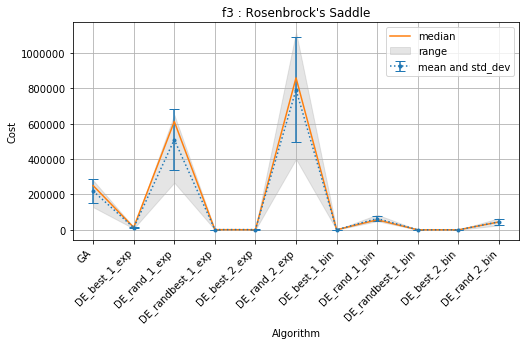 f3 : Rosenbrock's Saddle
median
range
mean and std_dev
1000000
800000
600000
400000
200000
0
Cost
GA
DE_best_1_exp
DE_rand_1_exp
DE_randbest_1_exp
DE_best_2_exp
DE_rand_2_exp
DE_best_1_bin
DE_rand_1_bin
DE_randbest_1_bin
DE_best_2_bin
DE_rand_2_bin
Algorithm